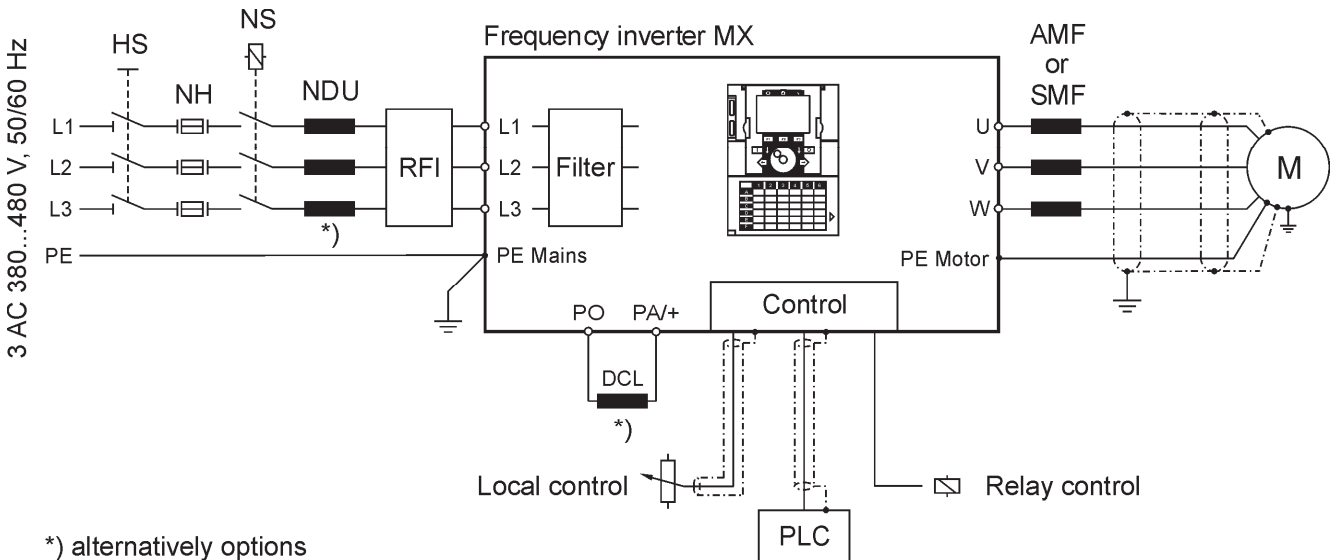 3 AC 380...480 V, 50/60 Hz
HS
NS
NH
NDU
Frequency inverter MX
AMF
or
SMF
L1
L2
L3
PE
*)
RFI
L1
L2
L3
Filter
PE Mains
U
V
W
PE Motor
M
PO
PA/+
Control
DCL
*)
Local control
PLC
Relay control
*) alternatively options